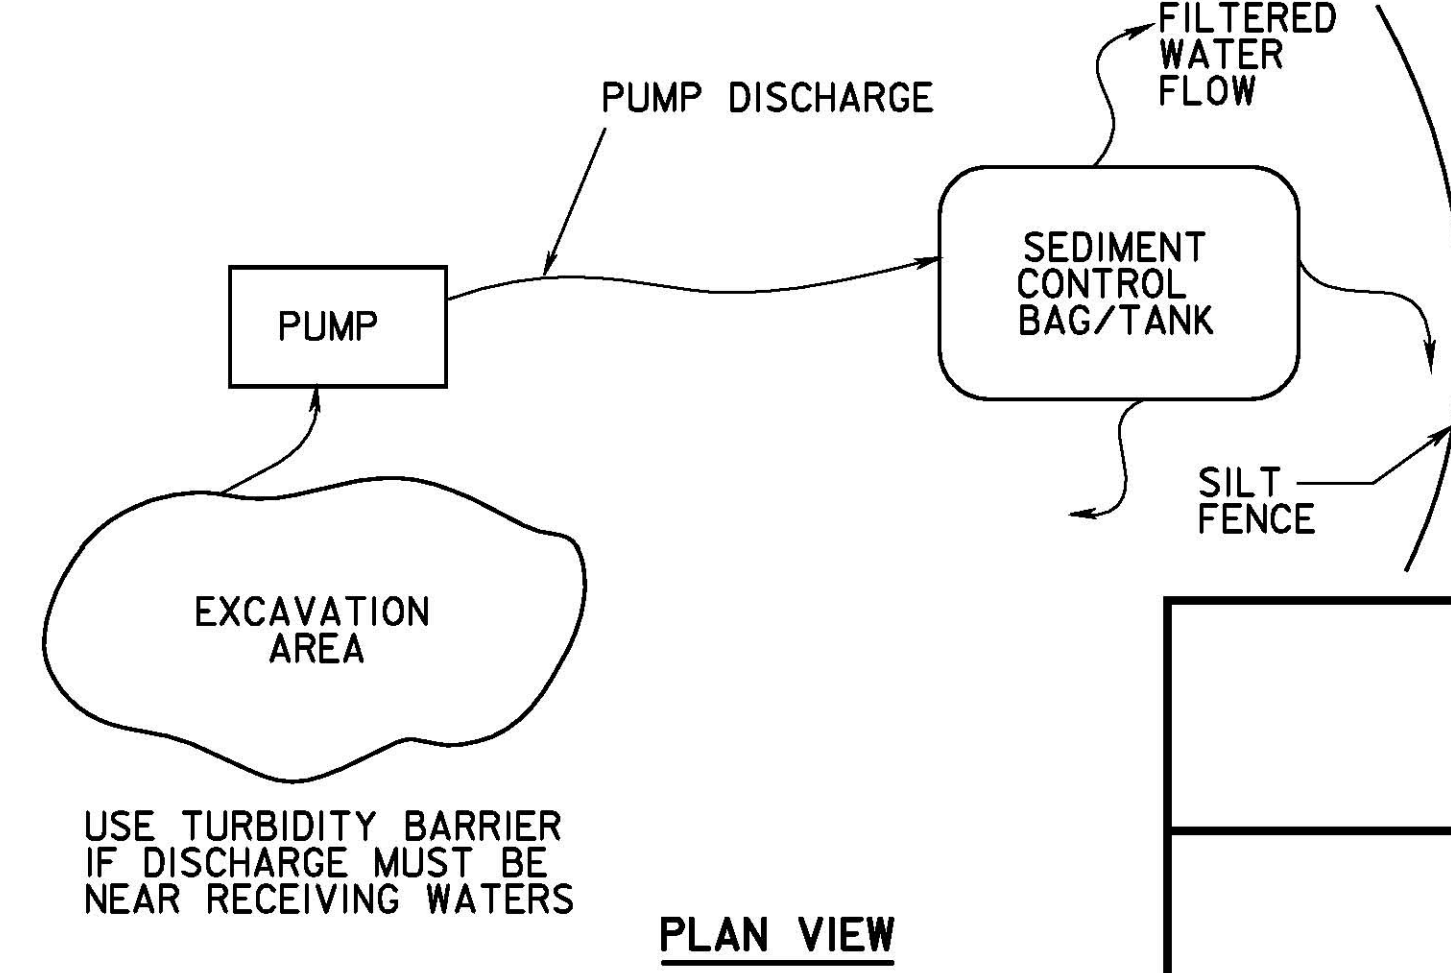 FILTERED
WATER
FLOW
PUMP DISCHARGE
SEDIMENT
CONTROL
BAG/TANK
PUMP
SILT
FENCE
EXCAVATION
AREA
USE TURBIDITY BARRIER
IF DISCHARGE MUST BE
NEAR RECEIVING WATERS
PLAN VIEW